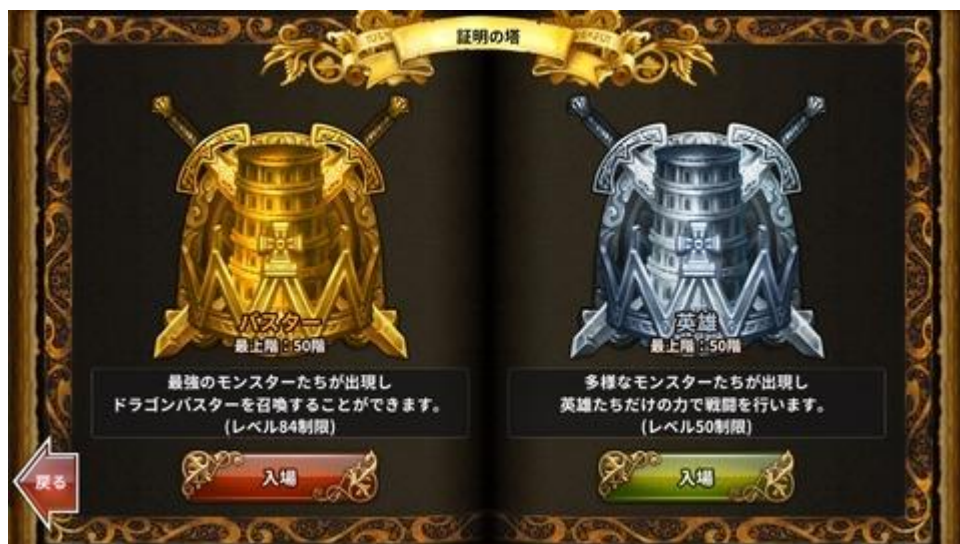 証明の塔
バスター
最上階：50階
最強のモンスターたちが出現し
ドラゴンバスターを召喚することができます。
(レベル84制限)
入場
英雄
最上階：50階
多様なモンスターたちが出現し
英雄たちだけの力で戦闘を行います。
(レベル50制限)
入場
戻る